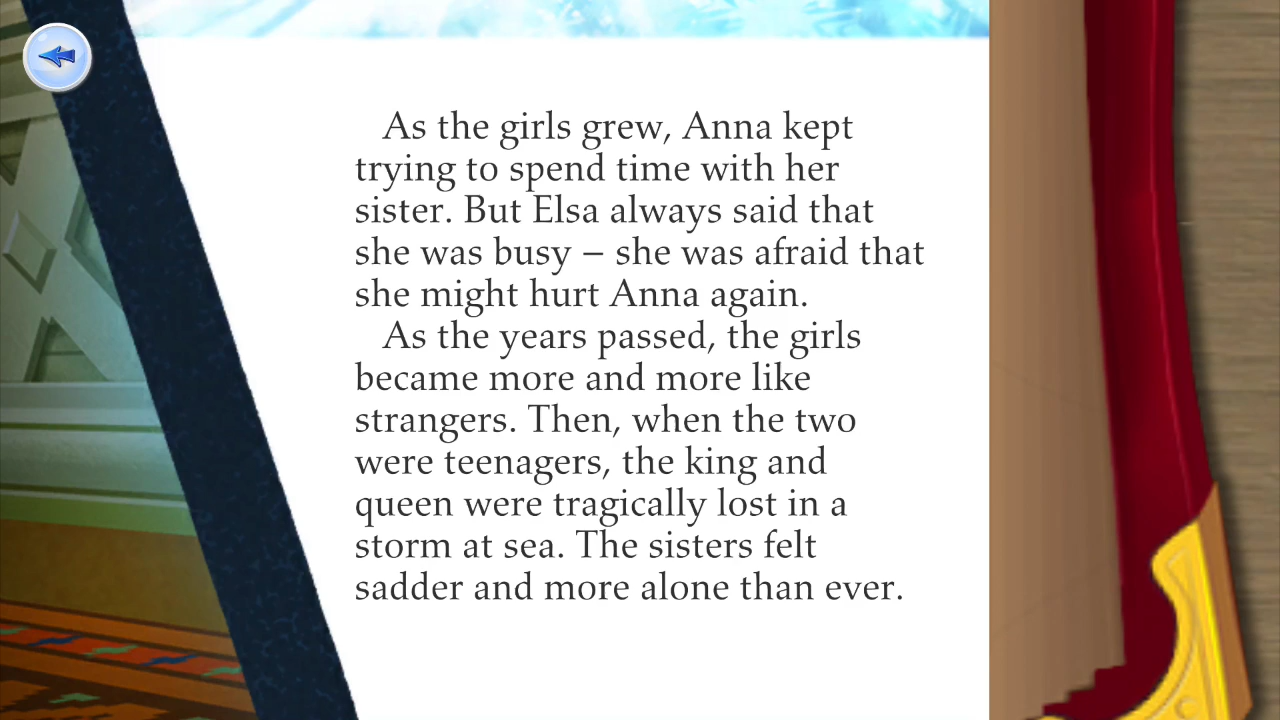 As the girls grew, Anna kept
trying to spend time with her
sister. But Elsa always said that
she was busy – she was afraid that
she might hurt Anna again.
As the years passed, the girls
became more and more like
strangers. Then, when the two
were teenagers, the king and
queen were tragically lost in a
storm at sea. The sisters felt
sadder and more alone than ever.